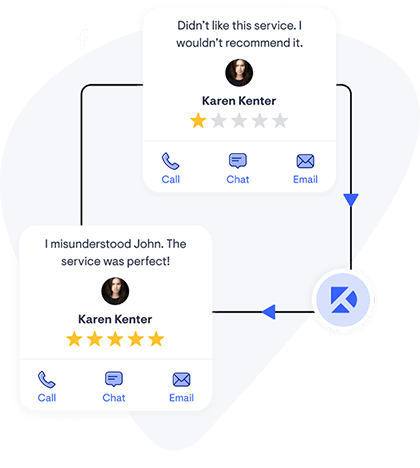 Didn't like this service. I
wouldn't recommend it.
Karen Kenter
Call
Chat
Email
I misunderstood John. The
service was perfect!
Karen Kenter
Call
Chat
Email